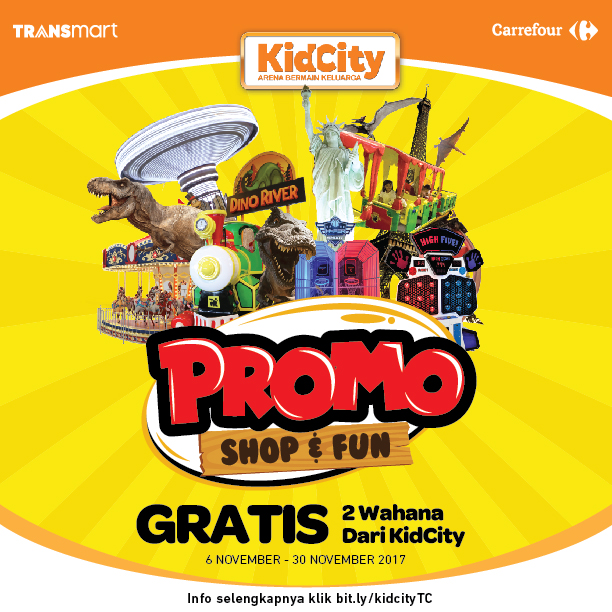 TRANSmart
Carrefour
KidCity
ARENA BERMAIN KELUARGA
DINO RIVER
HIGH FIVE!
PROMO
SHOP & FUN
GRATIS
2 Wahana
Dari KidCity
6 NOVEMBER - 30 NOVEMBER 2017
Info selengkapnya klik bit.ly/kidcityTC